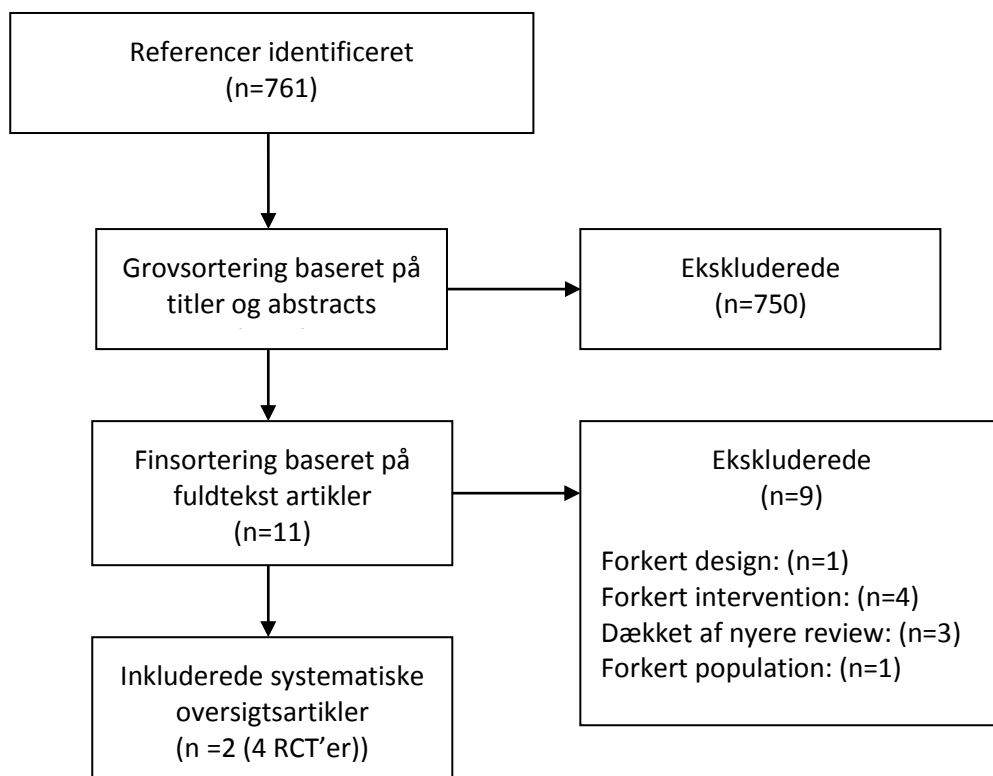 Referencer identificeret
(n=761)
Grovsortering baseret på
titler og abstracts
Ekskluderede
(n=750)
Finsortering baseret på
fuldtekst artikler
(n=11)
Ekskluderede
(n=9)
Forkert design: (n=1)
Forkert intervention: (n=4)
Dækket af nyere review: (n=3)
Forkert population: (n=1)
Inkluderede systematiske
oversigtsartikler
(n =2 (4 RCT’er))